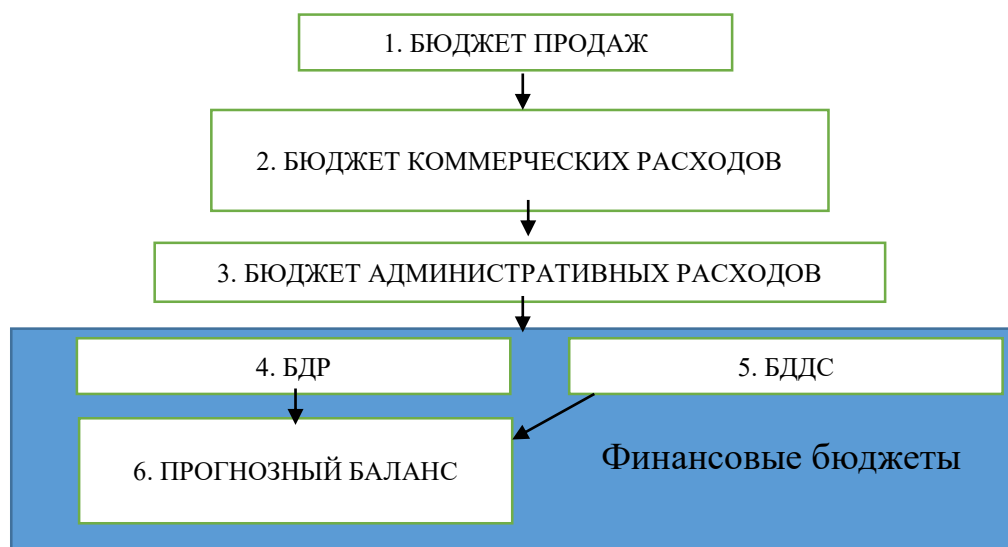 1. БЮДЖЕТ ПРОДАЖ
2. БЮДЖЕТ КОММЕРЧЕСКИХ РАСХОДОВ
3. БЮДЖЕТ АДМИНИСТРАТИВНЫХ РАСХОДОВ
4. БДР
5. БДДС
6. ПРОГНОЗНЫЙ БАЛАНС
Финансовые бюджеты